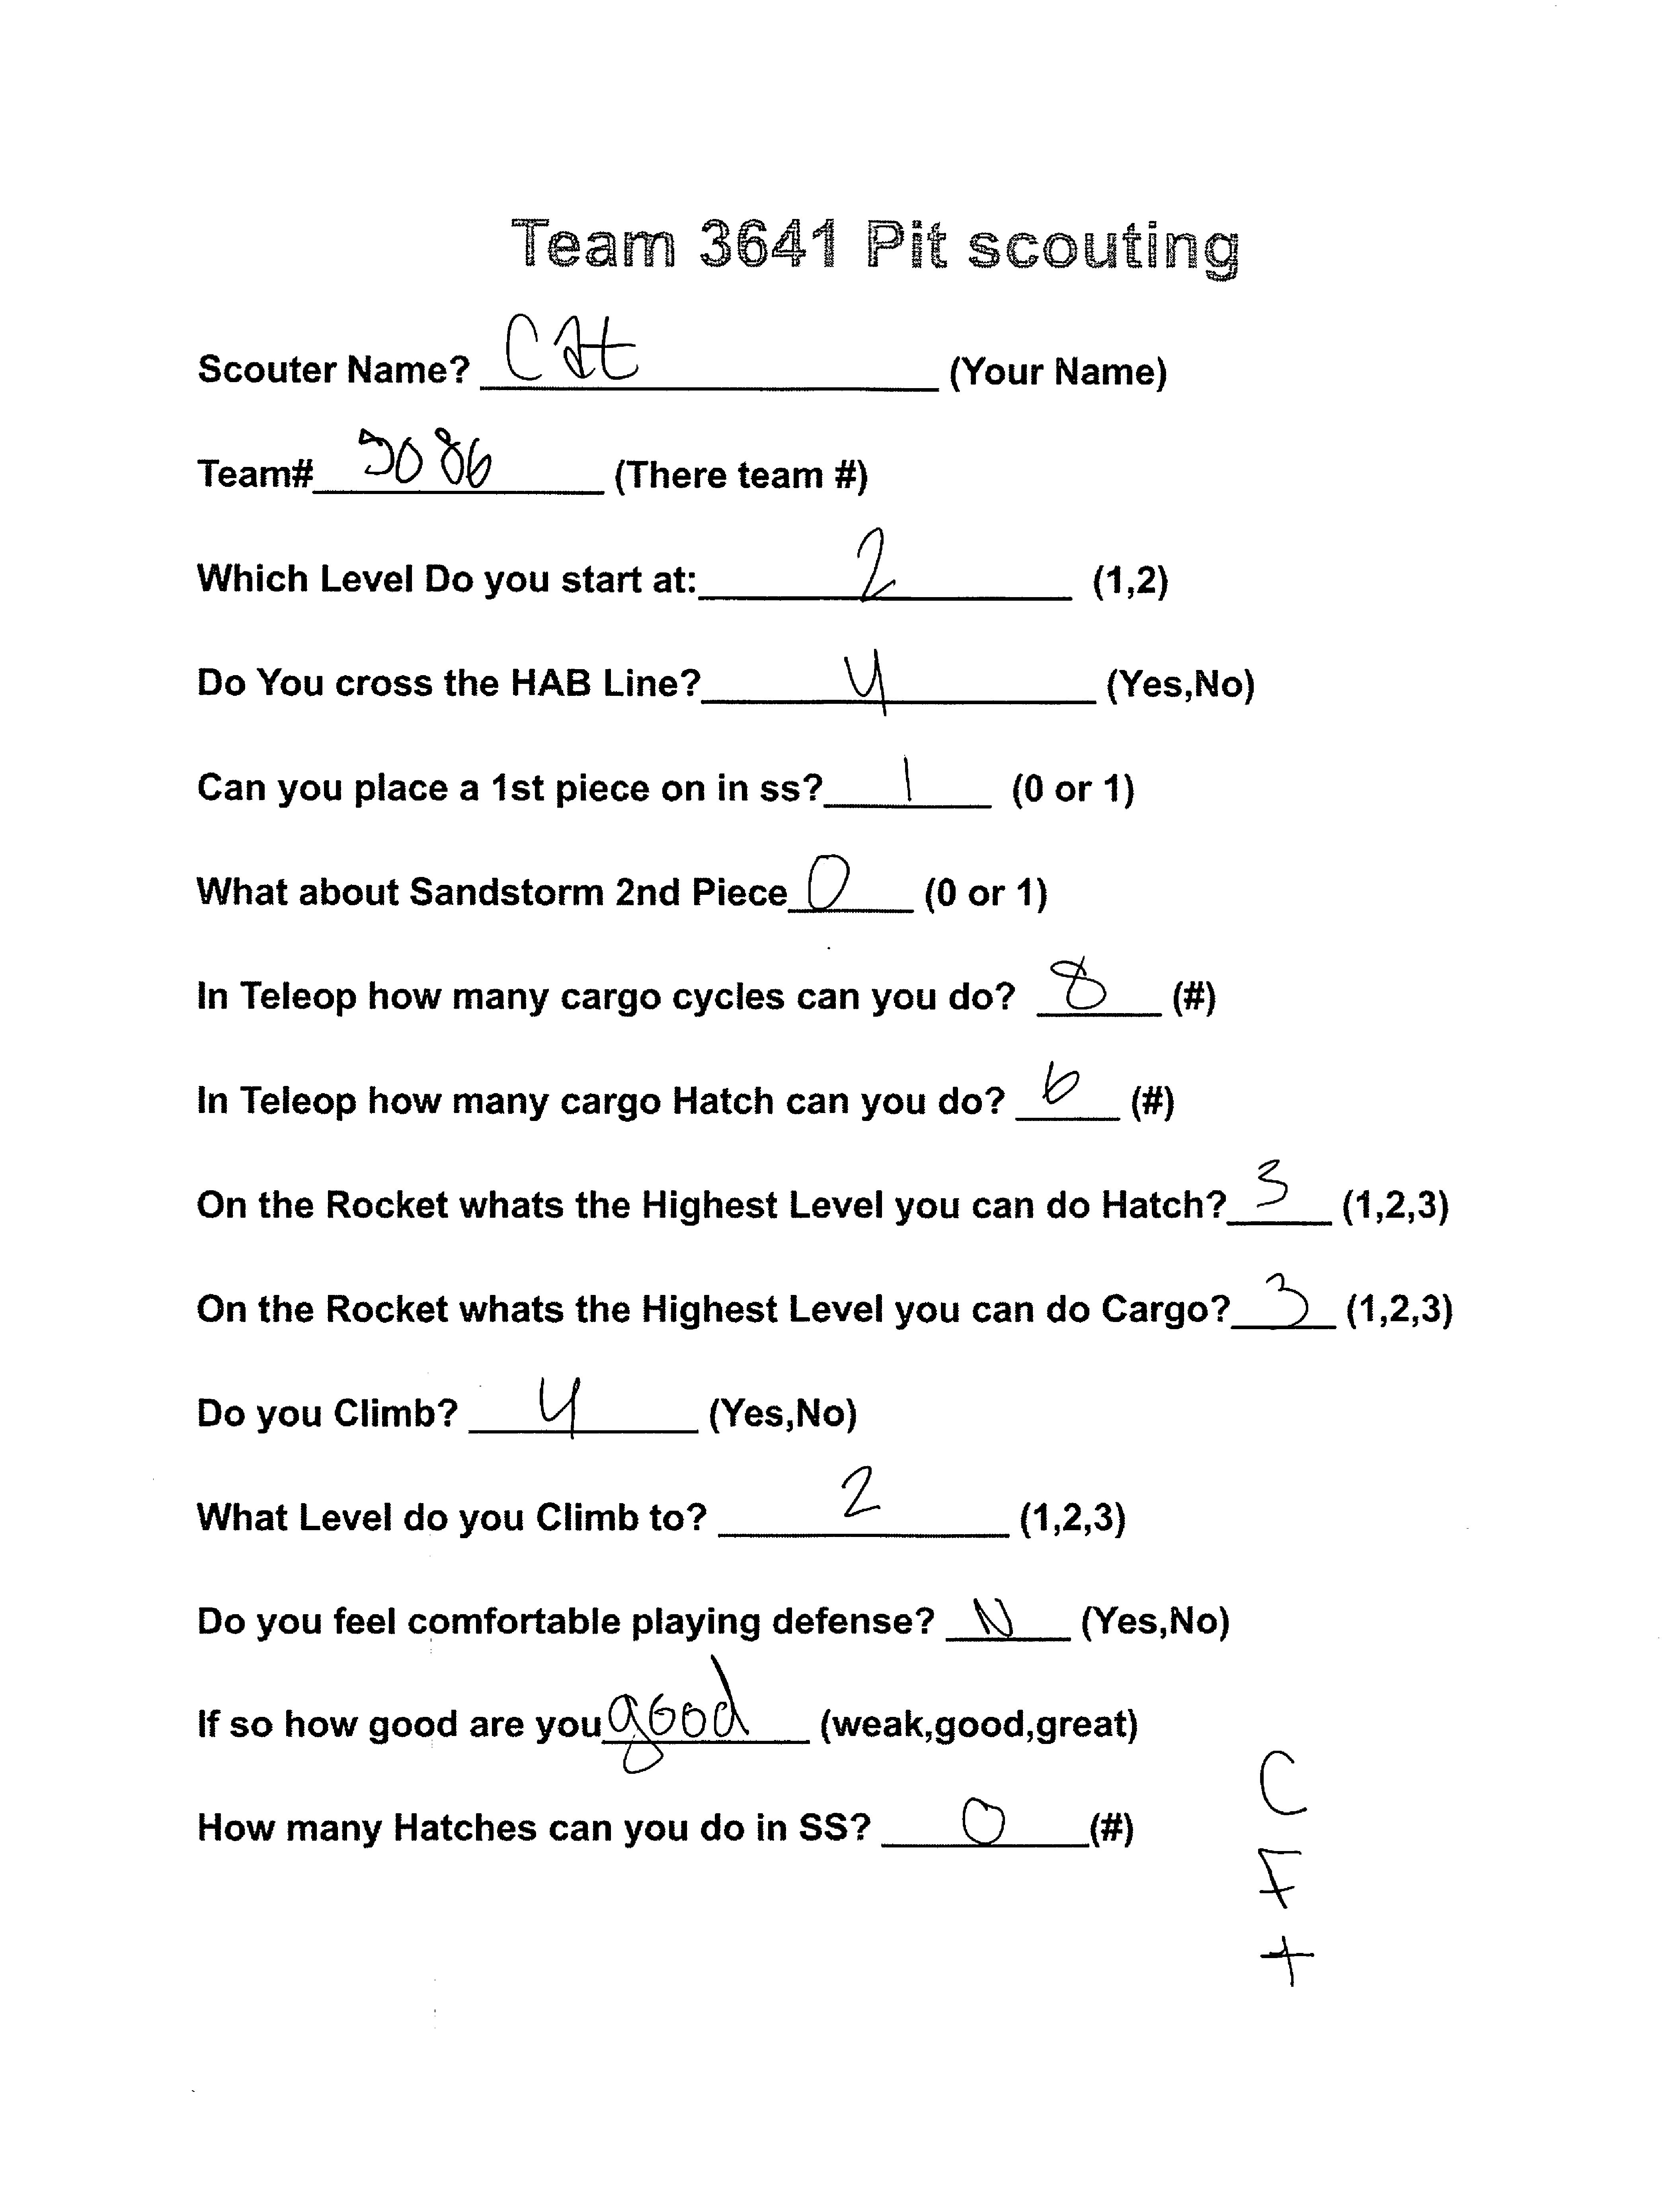 Team 3641 Pit scouting
Scouter Name? Cat (Your Name)
Team# 5086 (There team #)
Which Level Do you start at: 2 (1,2)
Do You cross the HAB Line? y (Yes,No)
Can you place a 1st piece on in ss? 1 (0 or 1)
What about Sandstorm 2nd Piece 0 (0 or 1)
In Teleop how many cargo cycles can you do? 8 (#)
In Teleop how many cargo Hatch can you do? 6 (#)
On the Rocket whats the Highest Level you can do Hatch? 3 (1,2,3)
On the Rocket whats the Highest Level you can do Cargo? 3 (1,2,3)
Do you Climb? y (Yes,No)
What Level do you Climb to? 2 (1,2,3)
Do you feel comfortable playing defense? N (Yes,No)
If so how good are you good (weak,good,great)
How many Hatches can you do in SS? 0 (#)
C
F
+